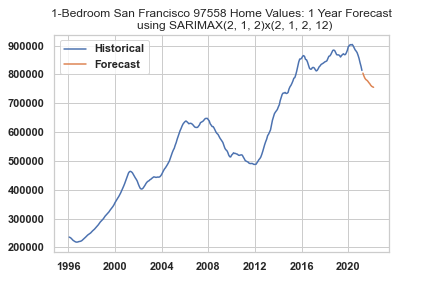 1-Bedroom San Francisco 97558 Home Values: 1 Year Forecast
using SARIMAX(2, 1, 2)x(2, 1, 2, 12)
Historical
Forecast
900000
800000
700000
600000
500000
400000
300000
200000
1996 2000 2004 2008 2012 2016 2020